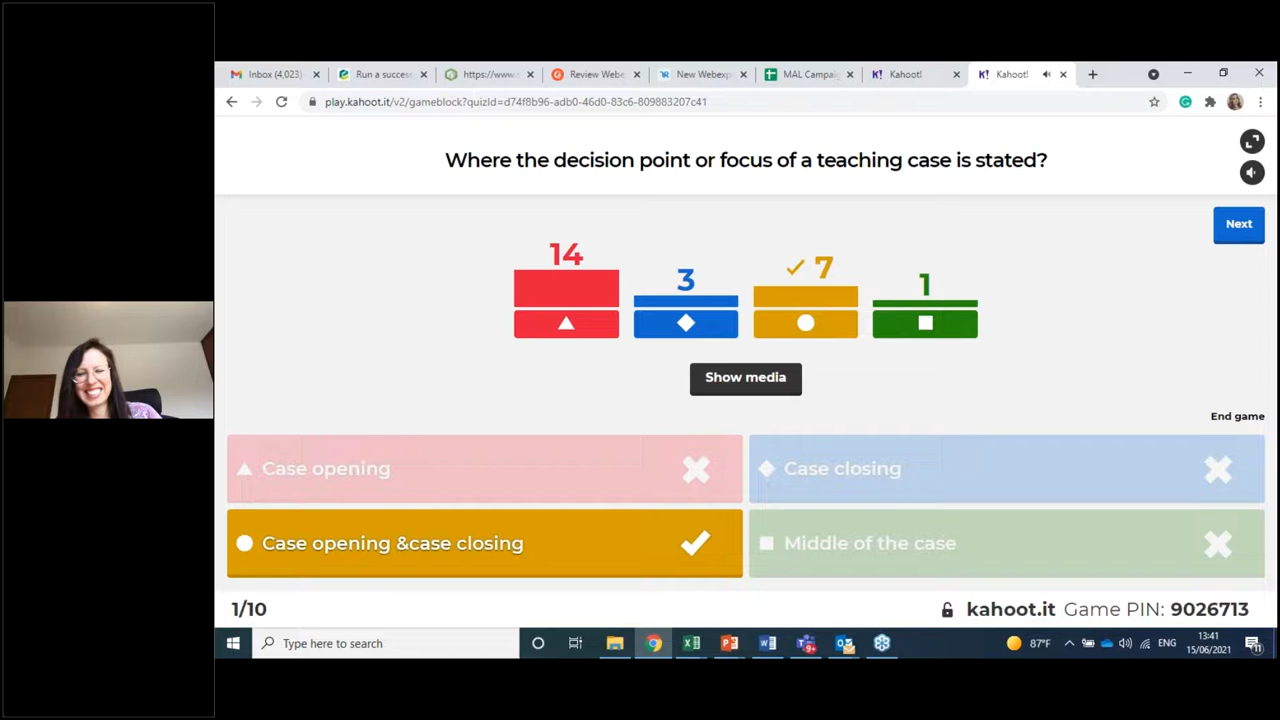 Inbox (4,023)
Run a succes
https://www.
Review Webe
New Webexp
MAL Campai
Kahoot!
Kahoot!
play.kahoot.it/v2/gameblock?quizId=d74f8b96-adb0-46d0-83c6-809883207c41
Where the decision point or focus of a teaching case is stated?
Next
14
3
7
1
Show media
End game
Case opening
Case closing
Case opening &case closing
Middle of the case
1/10
kahoot.it Game PIN: 9026713
Type here to search
9+
87°F
ENG
13:41
15/06/2021
11